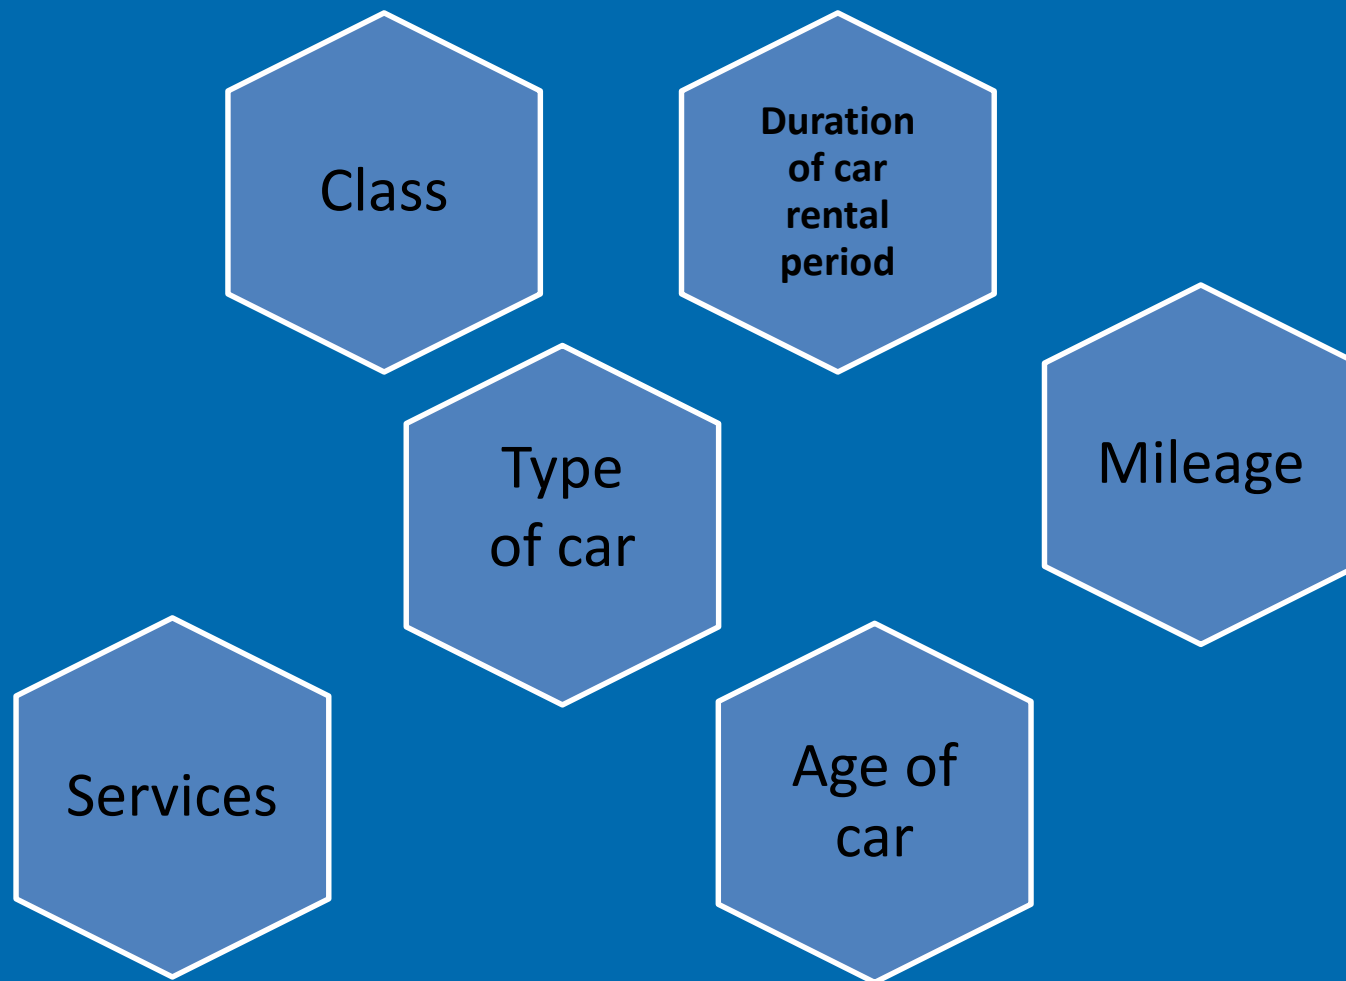 Class
Duration
of car
rental
period
Type
of car
Mileage
Services
Age of
car